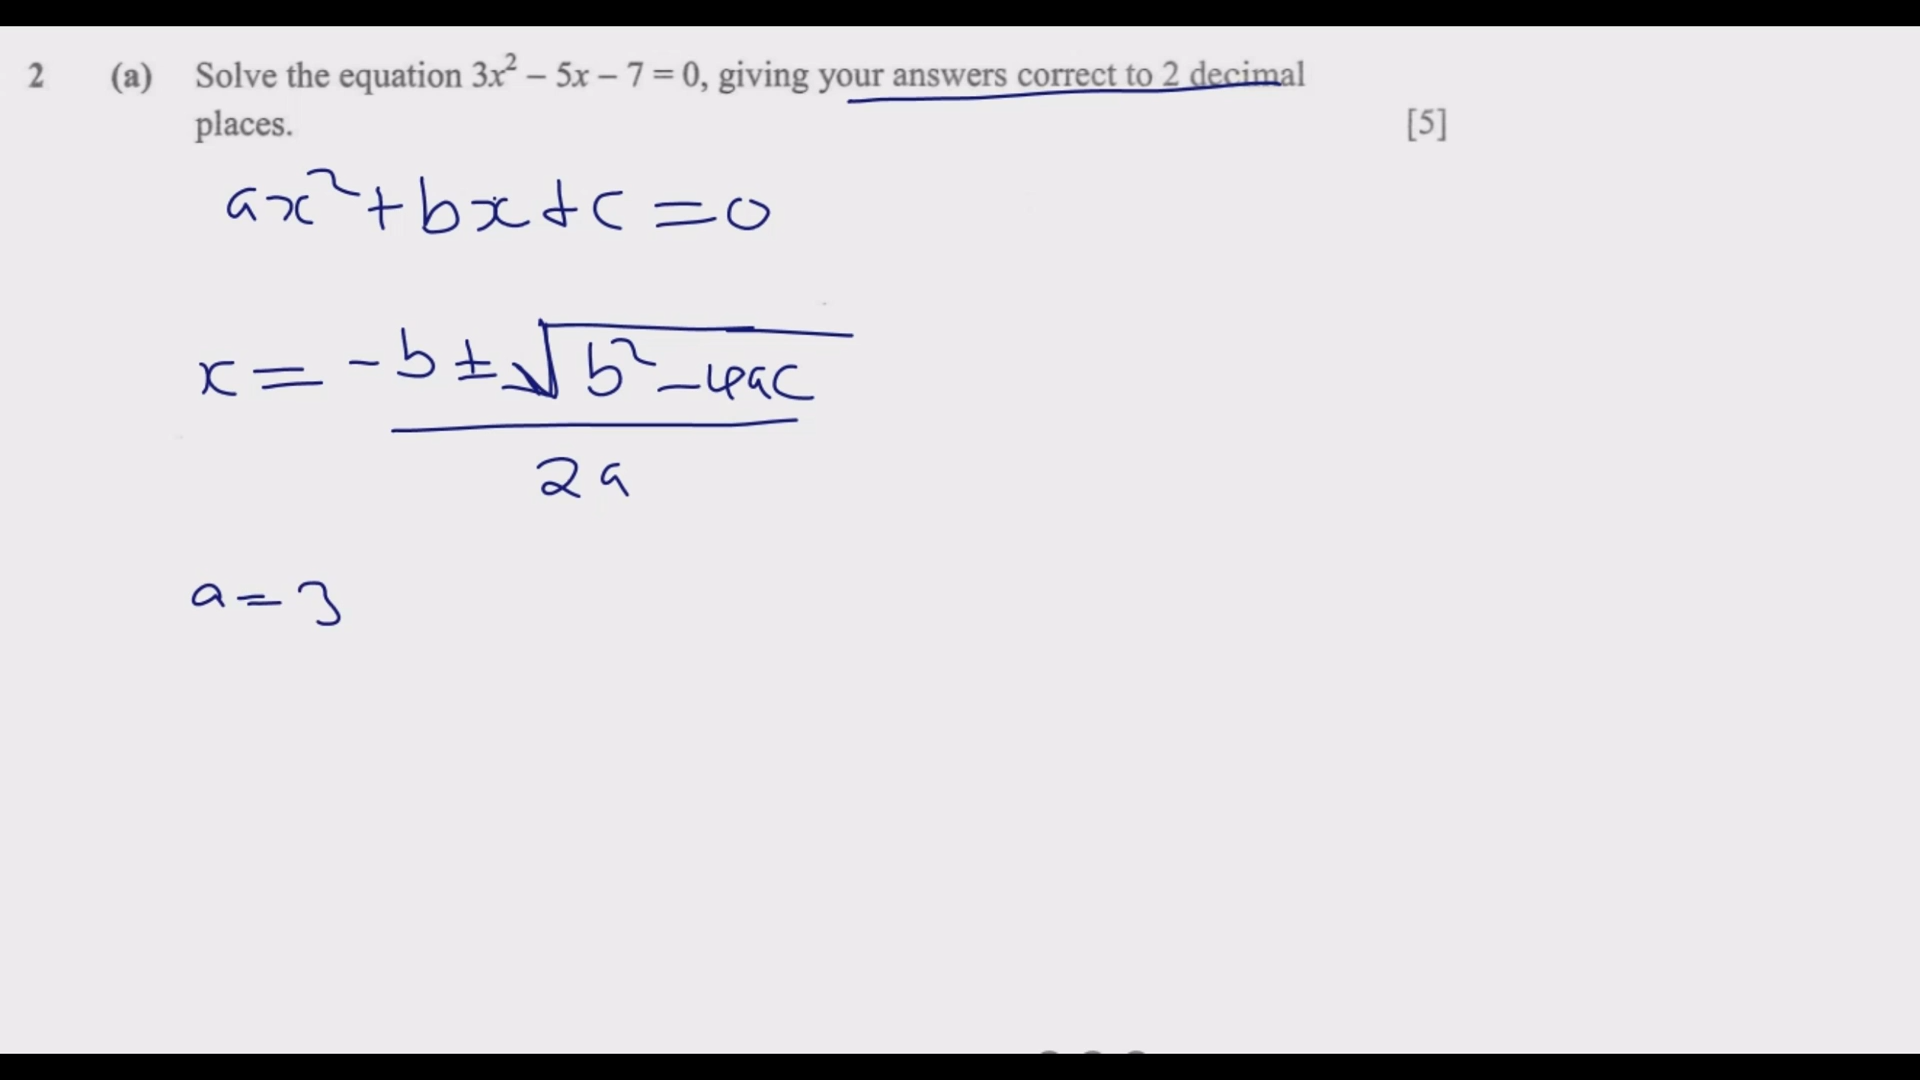 2 (a) Solve the equation 3x² – 5x – 7 = 0, giving your answers correct to 2 decimal
places. [5]
ax² + bx + c = 0
x = -b ± √(b² - 4ac)
2a
a = 3